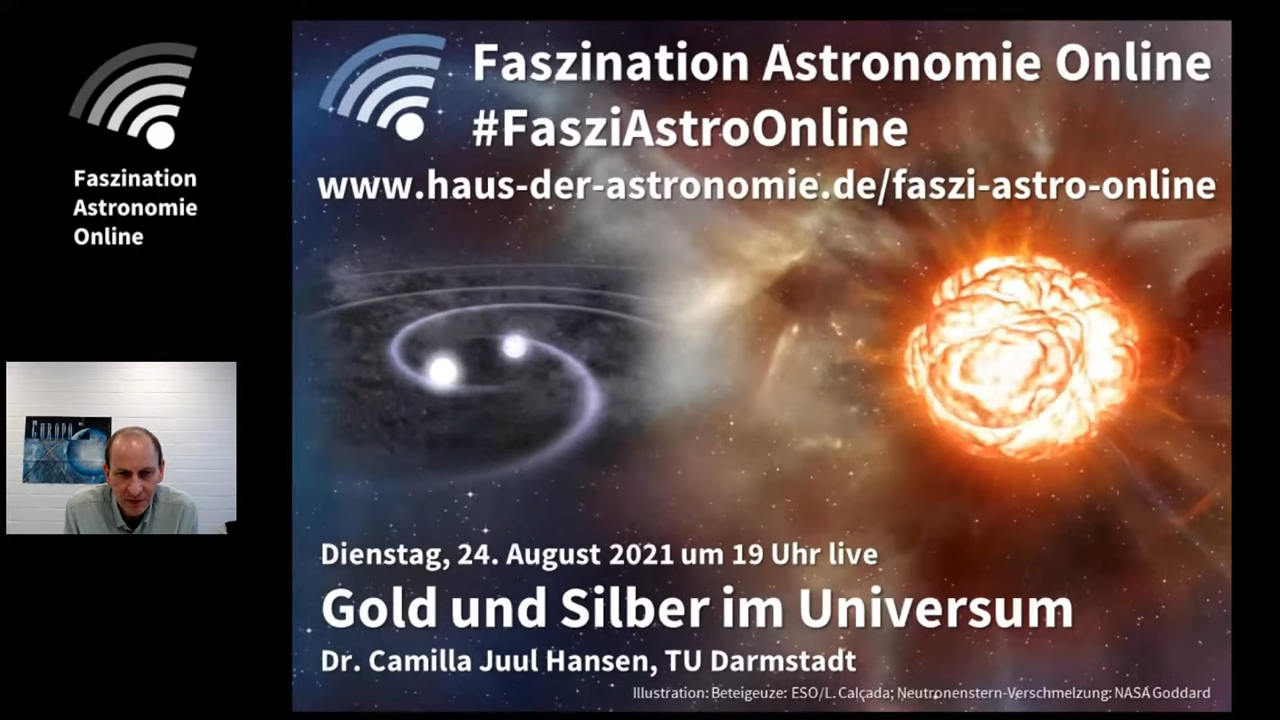 Faszination
Astronomie
Online
Faszination Astronomie Online
#FasziAstroOnline
www.haus-der-astronomie.de/faszi-astro-online
EUROPA
Dienstag, 24. August 2021 um 19 Uhr live
Gold und Silber im Universum
Dr. Camilla Juul Hansen, TU Darmstadt
Illustration: Beteigeuze: ESO/L. Calçada; Neutronenstern-Verschmelzung: NASA Goddard